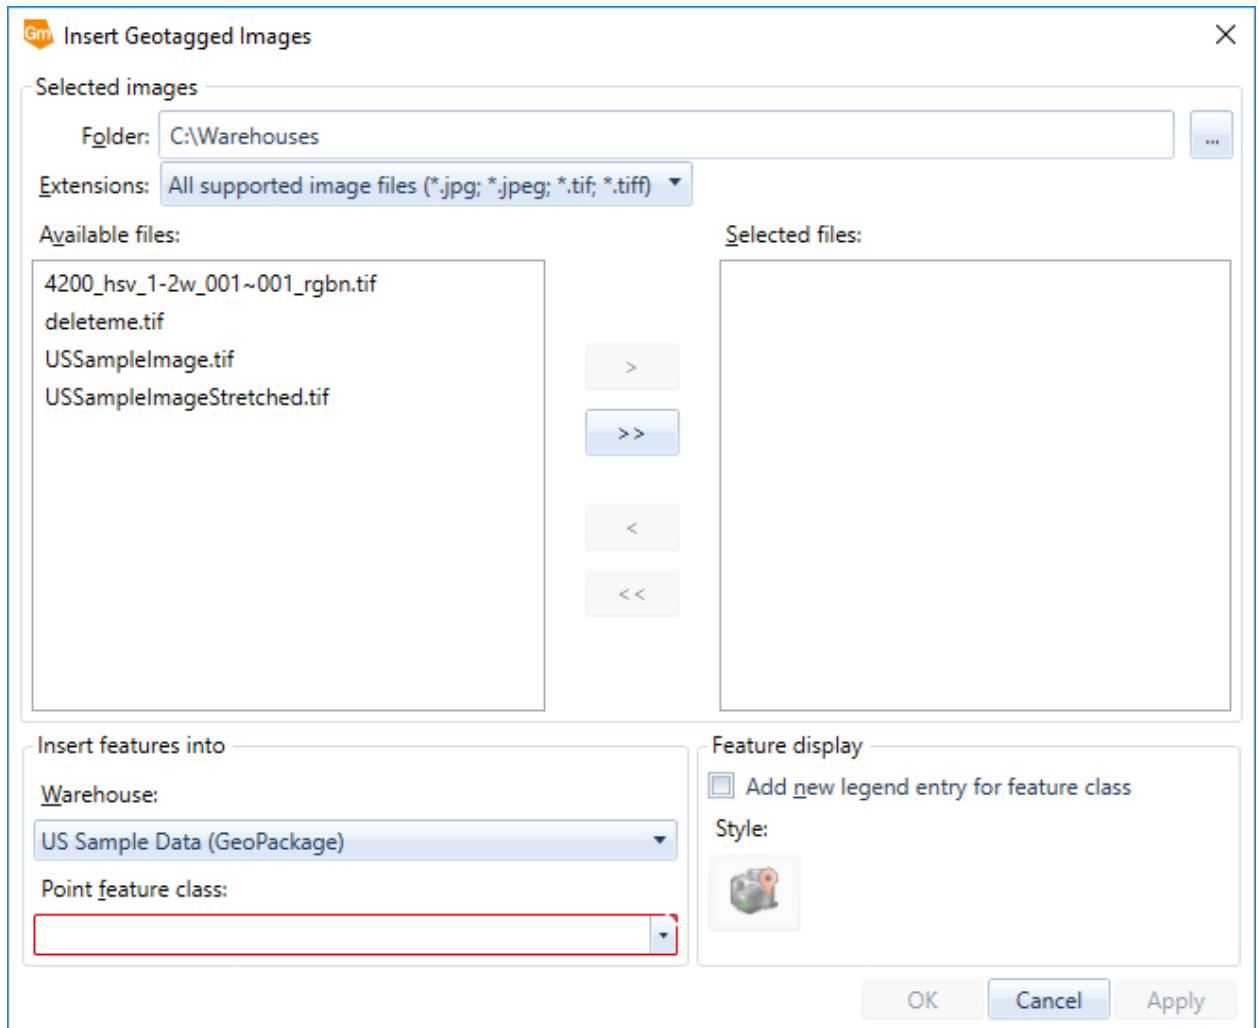 Gm Insert Geotagged Images
Selected images
Folder: C:\Warehouses ...
Extensions: All supported image files (*.jpg; *.jpeg; *.tif; *.tiff)
Available files:
Selected files:
4200_hsv_1-2w_001~001_rgbn.tif
deleteme.tif
USSampleImage.tif
USSampleImageStretched.tif
>
>>
<
<<
Insert features into
Warehouse:
US Sample Data (GeoPackage)
Point feature class:
Feature display
Add new legend entry for feature class
Style:
OK Cancel Apply